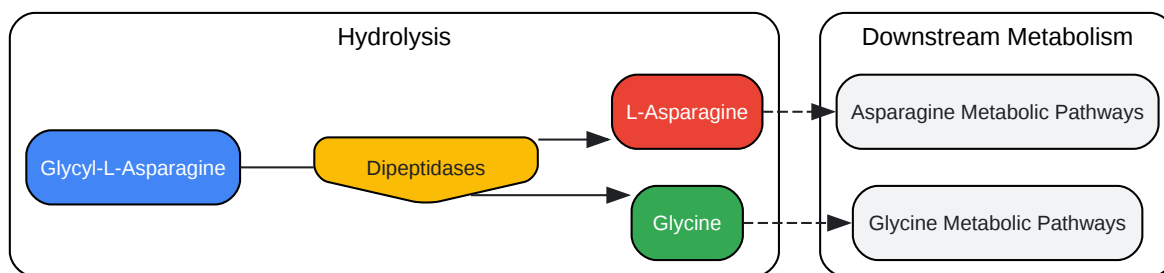 Hydrolysis
Downstream Metabolism
L-Asparagine
Asparagine Metabolic Pathways
Glycyl-L-Asparagine
Dipeptidases
Glycine
Glycine Metabolic Pathways